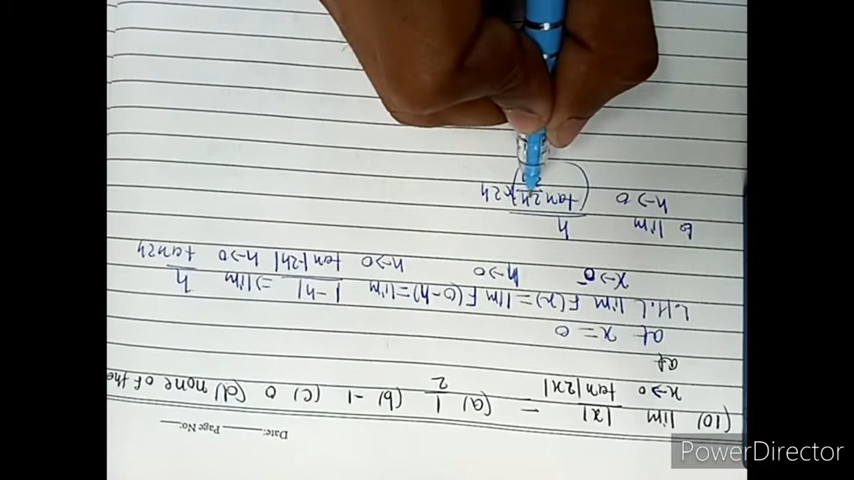 Date: Page No:
(10) lim |x| / tan|2x| - (a) 1/2 (b) -1 (c) 0 (d) none of the
x→0
at
at x = 0
L.H.L lim F(x) = lim F(0-h) = lim |-h| / tan|-2h| ⇒ lim h / tan2h
x→0⁻ h→0 h→0 h→0
lim h / (tan2h / 2h) × 2h
h→0
PowerDirector